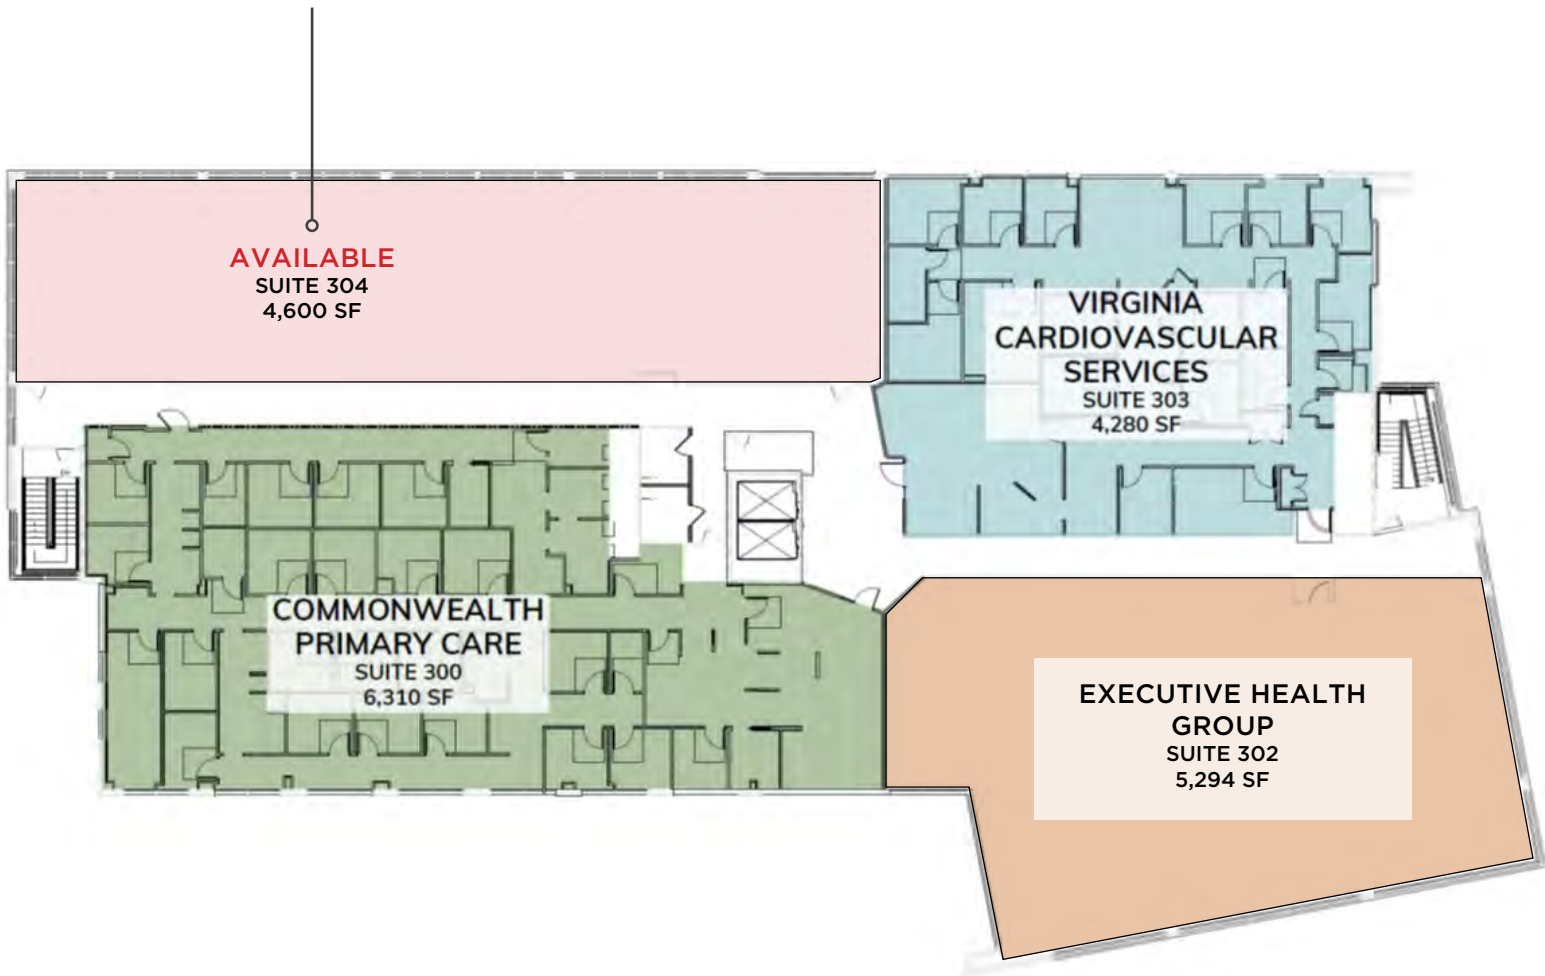 AVAILABLE
SUITE 304
4,600 SF
VIRGINIA
CARDIOVASCULAR
SERVICES
SUITE 303
4,280 SF
COMMONWEALTH
PRIMARY CARE
SUITE 300
6,310 SF
EXECUTIVE HEALTH
GROUP
SUITE 302
5,294 SF